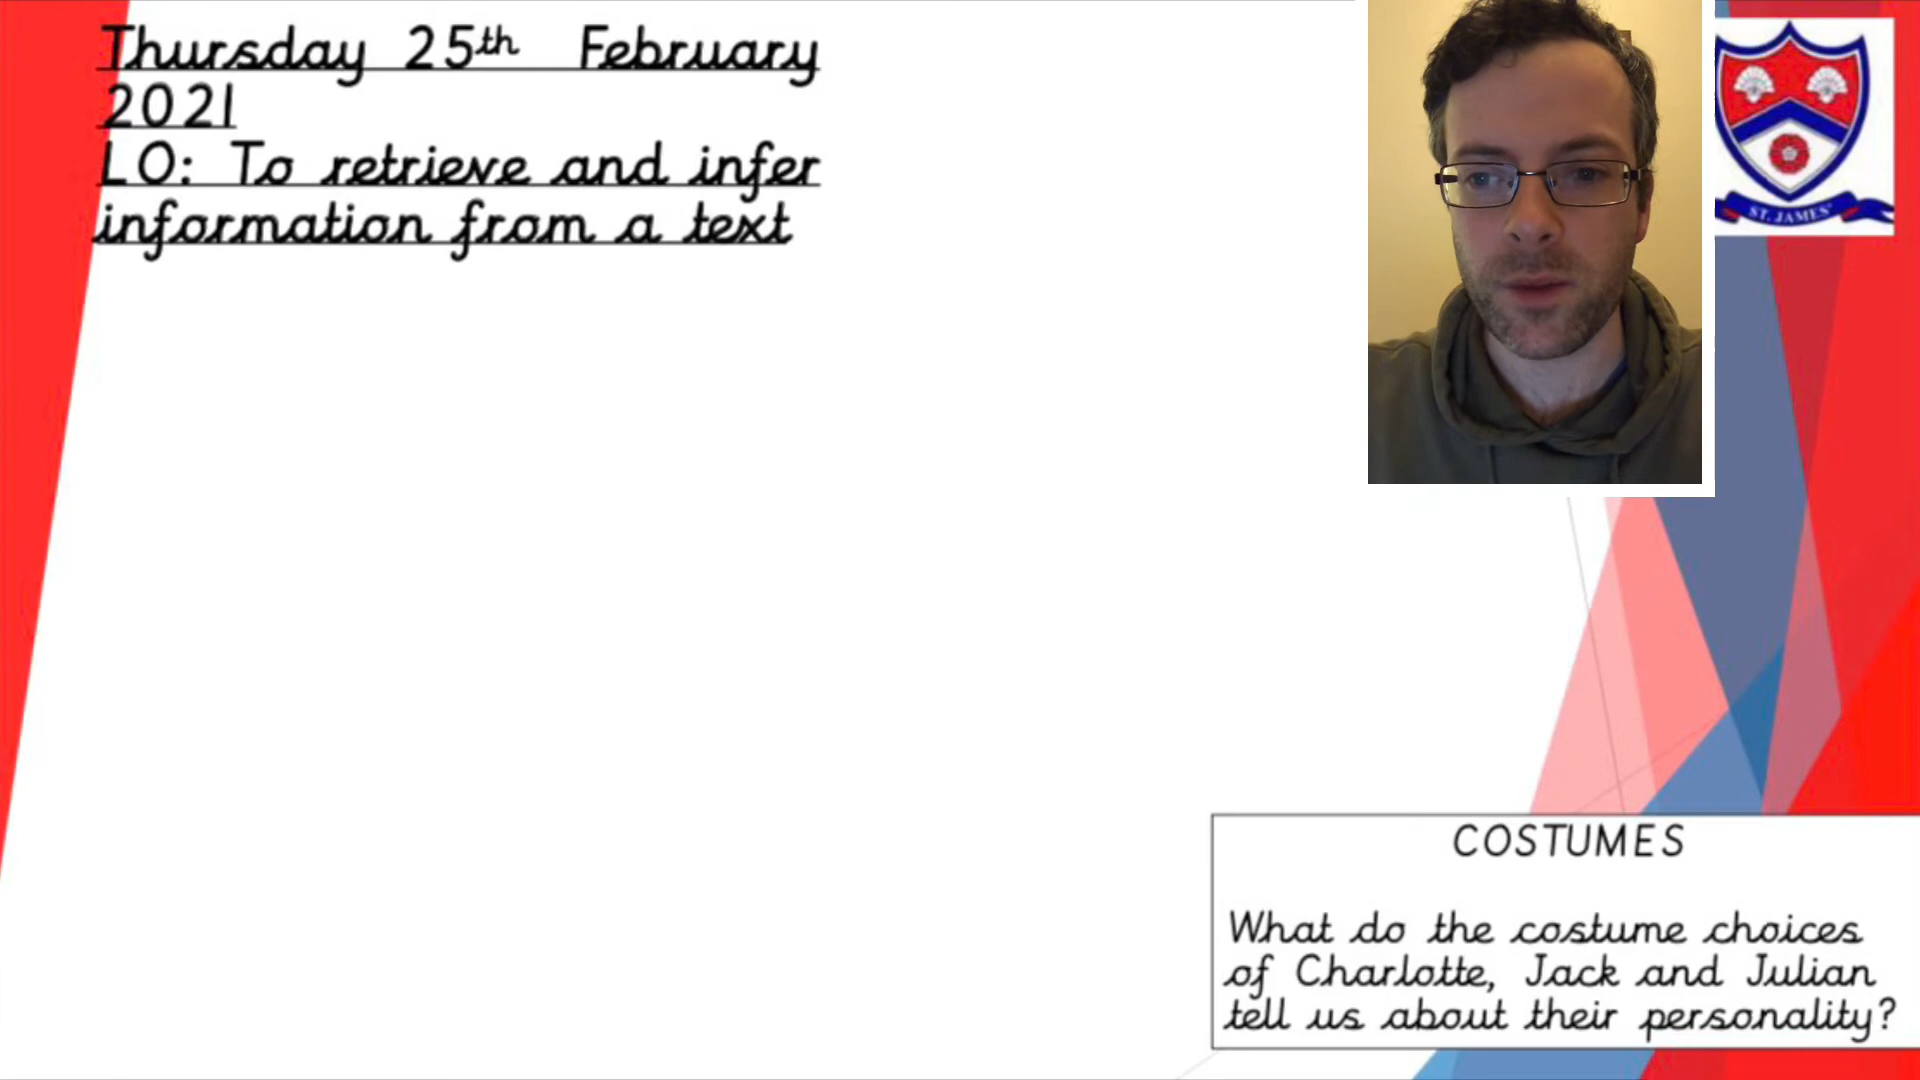 Thursday 25th February
2021
LO: To retrieve and infer
information from a text
ST. JAMES'
COSTUMES
What do the costume choices
of Charlotte, Jack and Julian
tell us about their personality?